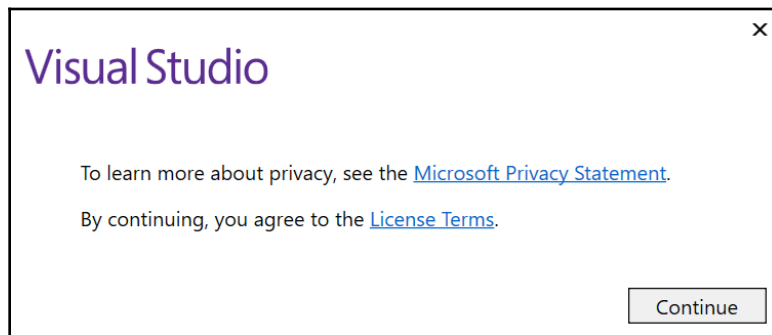 Visual Studio
To learn more about privacy, see the Microsoft Privacy Statement.
By continuing, you agree to the License Terms.
Continue